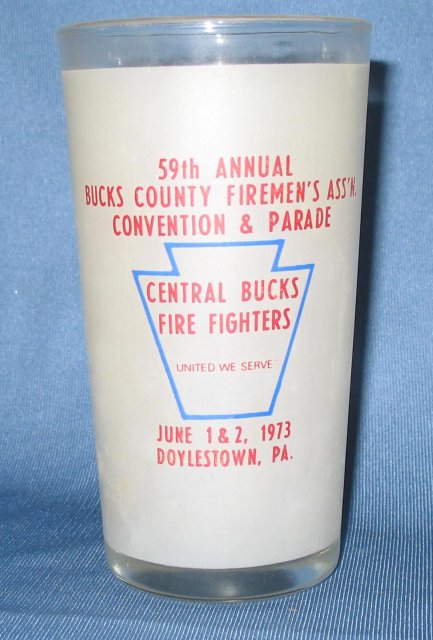 59th ANNUAL
BUCKS COUNTY FIREMEN'S ASS'N.
CONVENTION & PARADE
CENTRAL BUCKS
FIRE FIGHTERS
UNITED WE SERVE
JUNE 1 & 2, 1973
DOYLESTOWN, PA.